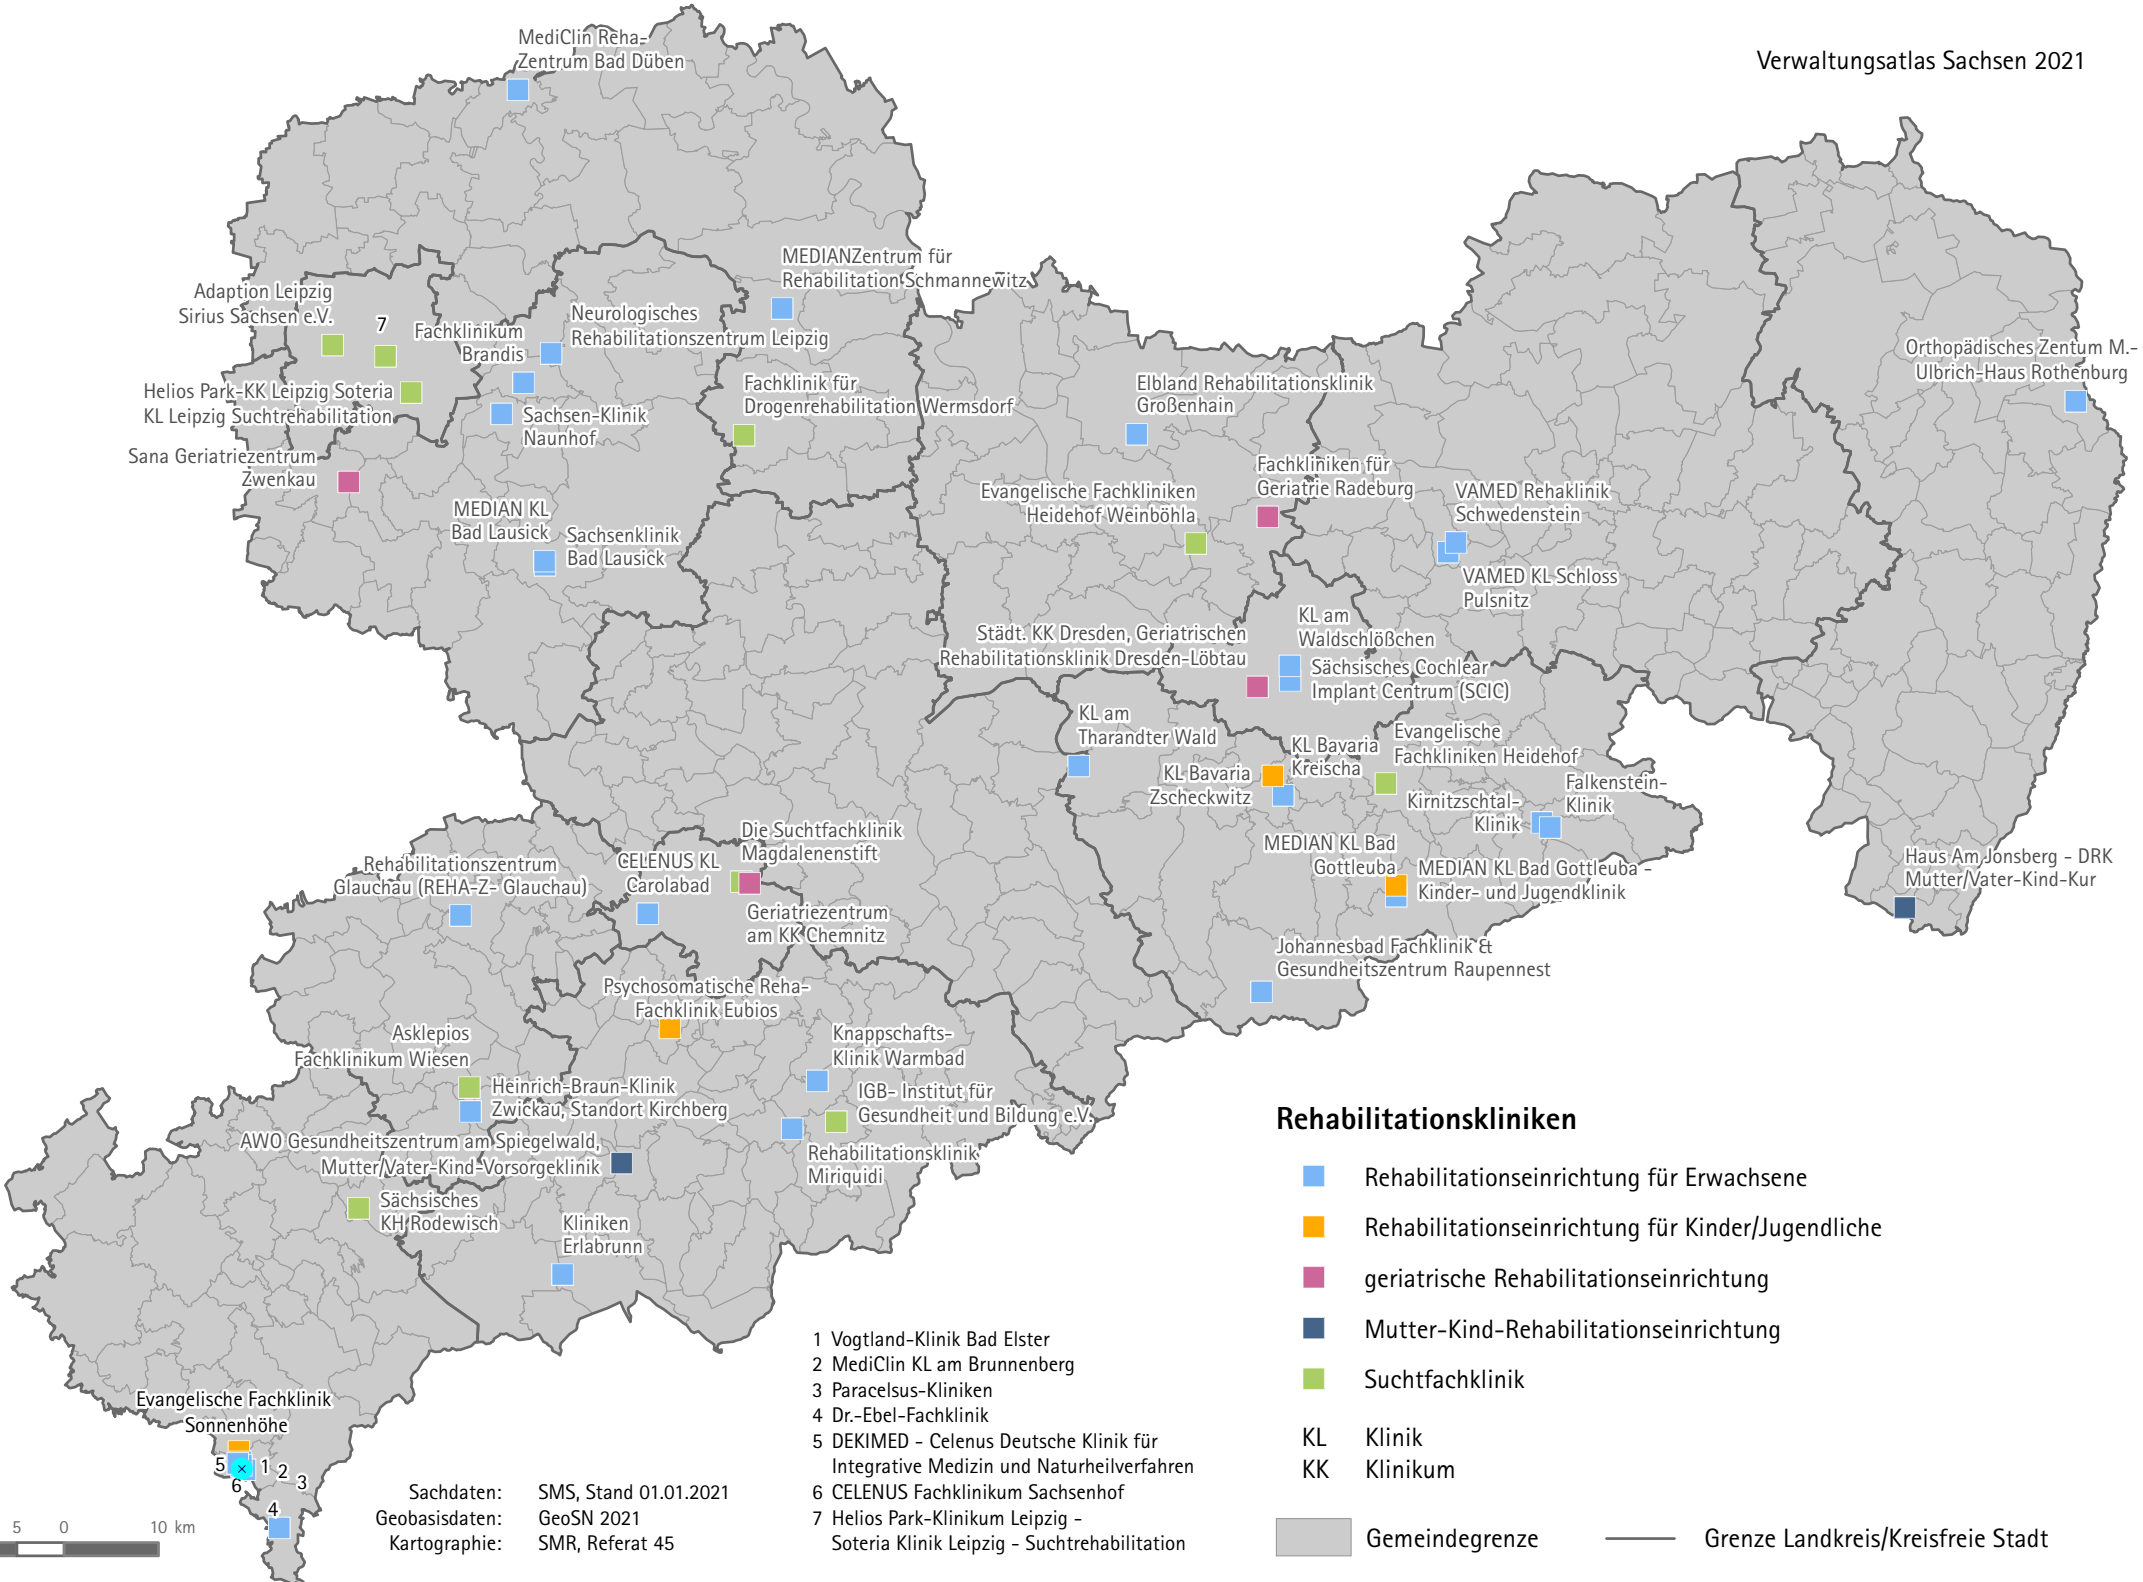 MediClin Reha-
Zentrum Bad Düben
Verwaltungsatlas Sachsen 2021
MEDIANZentrum für
Rehabilitation Schmannewitz
Adaption Leipzig
Sirius Sachsen e.V.
7
Fachklinikum
Brandis
Neurologisches
Rehabilitationszentrum Leipzig
Orthopädisches Zentum M.-
Ulbrich-Haus Rothenburg
Helios Park-KK Leipzig Soteria
KL Leipzig Suchtrehabilitation
Sachsen-Klinik
Naunhof
Fachklinik für
Drogenrehabilitation Wermsdorf
Elbland Rehabilitationsklinik
Großenhain
Sana Geriatriezentrum
Zwenkau
Fachkliniken für
Geriatrie Radeburg
Evangelische Fachkliniken
Heidehof Weinböhla
VAMED Rehaklinik
Schwedenstein
MEDIAN KL
Bad Lausick
Sachsenklinik
Bad Lausick
VAMED KL Schloss
Pulsnitz
KL am
Waldschlößchen
Städt. KK Dresden, Geriatrischen
Rehabilitationsklinik Dresden-Löbtau
Sächsisches Cochlear
Implant Centrum (SCIC)
KL am
Tharandter Wald
KL Bavaria
Kreischa
Evangelische
Fachkliniken Heidehof
KL Bavaria
Zscheckwitz
Kirnitzschtal-
Klinik
Falkenstein-
Klinik
MEDIAN KL Bad
Gottleuba
MEDIAN KL Bad Gottleuba -
Kinder- und Jugendklinik
Haus Am Jonsberg - DRK
Mutter/Vater-Kind-Kur
Die Suchtfachklinik
Magdalenenstift
Rehabilitationszentrum
Glauchau (REHA-Z- Glauchau)
CELENUS KL
Carolabad
Geriatriezentrum
am KK Chemnitz
Johannesbad Fachklinik &
Gesundheitszentrum Raupennest
Psychosomatische Reha-
Fachklinik Eubios
Asklepios
Fachklinikum Wiesen
Knappschafts-
Klinik Warmbad
Heinrich-Braun-Klinik
Zwickau, Standort Kirchberg
IGB- Institut für
Gesundheit und Bildung e.V.
AWO Gesundheitszentrum am Spiegelwald,
Mutter/Vater-Kind-Vorsorgeklinik
Rehabilitationsklinik
Miriquidi
Sächsisches
KH Rodewisch
Kliniken
Erlabrunn
Evangelische Fachklinik
Sonnenhöhe
5
1
2
3
6
4
5 0 10 km
Sachdaten: SMS, Stand 01.01.2021
Geobasisdaten: GeoSN 2021
Kartographie: SMR, Referat 45
1 Vogtland-Klinik Bad Elster
2 MediClin KL am Brunnenberg
3 Paracelsus-Kliniken
4 Dr.-Ebel-Fachklinik
5 DEKIMED - Celenus Deutsche Klinik für
Integrative Medizin und Naturheilverfahren
6 CELENUS Fachklinikum Sachsenhof
7 Helios Park-Klinikum Leipzig -
Soteria Klinik Leipzig - Suchtrehabilitation
Rehabilitationskliniken
Rehabilitationseinrichtung für Erwachsene
Rehabilitationseinrichtung für Kinder/Jugendliche
geriatrische Rehabilitationseinrichtung
Mutter-Kind-Rehabilitationseinrichtung
Suchtfachklinik
KL Klinik
KK Klinikum
Gemeindegrenze
Grenze Landkreis/Kreisfreie Stadt